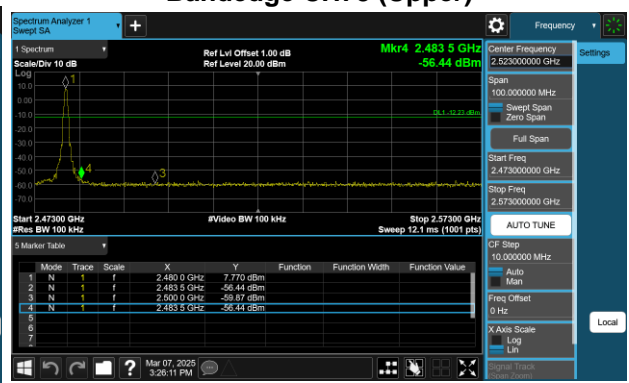 Spectrum Analyzer 1
Swept SA
Frequency
1 Spectrum
Scale/Div 10 dB
Ref Lvl Offset 1.00 dB
Ref Level 20.00 dBm
Mkr4 2.483 5 GHz
-56.44 dBm
Log
10.0
0.00
-10.0
-20.0
-30.0
-40.0
-50.0
-60.0
-70.0
1
4
3
DL1 -12.23 dBm
Start 2.47300 GHz
#Res BW 100 kHz
#Video BW 100 kHz
Stop 2.57300 GHz
Sweep 12.1 ms (1001 pts)
5 Marker Table
Mode Trace Scale X Y Function Function Width Function Value
1 N 1 f 2.480 0 GHz 7.770 dBm
2 N 1 f 2.483 5 GHz -56.44 dBm
3 N 1 f 2.500 0 GHz -59.87 dBm
4 N 1 f 2.483 5 GHz -56.44 dBm
5
6
7
?
Mar 07, 2025
3:26:11 PM
Center Frequency
2.523000000 GHz
Settings
Span
100.000000 MHz
Swept Span
Zero Span
Full Span
Start Freq
2.473000000 GHz
Stop Freq
2.573000000 GHz
AUTO TUNE
CF Step
10.000000 MHz
Auto
Man
Freq Offset
0 Hz
X Axis Scale
Log
Lin
Local
Signal Track
(Span Zoom)